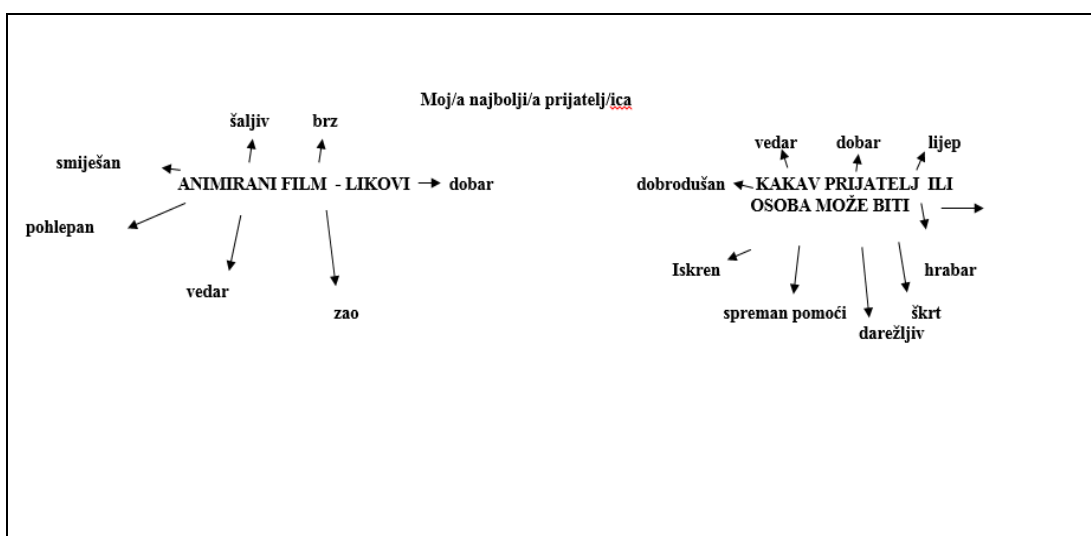 Moj/a najbolji/a prijatelj/ica
šaljiv brz
smiješan
ANIMIRANI FILM - LIKOVI
dobar
pohlepan
vedar
zao
vedar dobar lijep
dobrodušan
KAKAV PRIJATELJ ILI
OSOBA MOŽE BITI
Iskren
hrabar
spreman pomoći
škrt
darežljiv